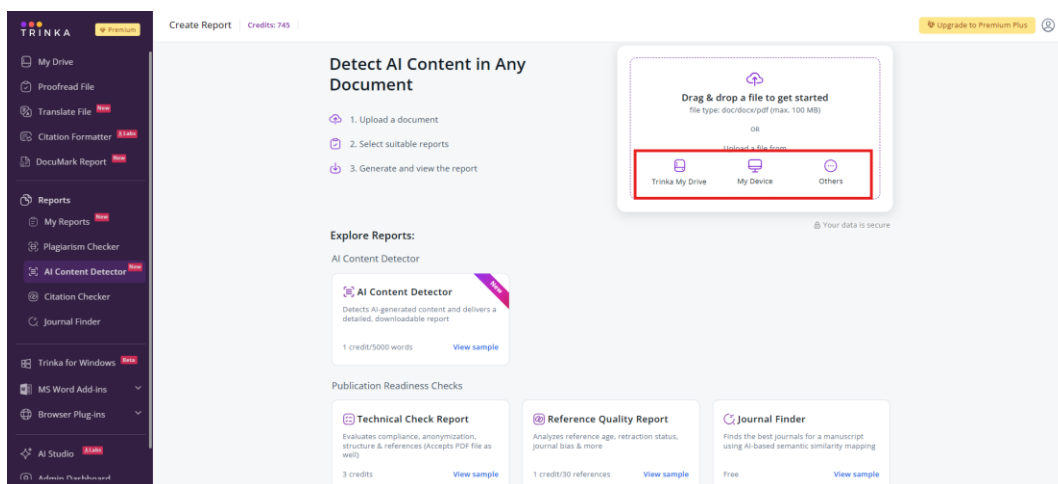 TRINKA
Premium
Create Report
Credits: 745
Upgrade to Premium Plus
My Drive
Proofread File
Translate File New
Citation Formatter Labs
DocuMark Report New
Reports
My Reports New
Plagiarism Checker
AI Content Detector New
Citation Checker
Journal Finder
Trinka for Windows Beta
MS Word Add-ins
Browser Plug-ins
AI Studio Labs
Admin Dashboard
Detect AI Content in Any
Document
1. Upload a document
2. Select suitable reports
3. Generate and view the report
Drag & drop a file to get started
file type: doc/docx/pdf (max. 100 MB)
OR
Upload a file from
Trinka My Drive
My Device
Others
Your data is secure
Explore Reports:
AI Content Detector
AI Content Detector
New
Detects AI-generated content and delivers a
detailed, downloadable report
1 credit/5000 words
View sample
Publication Readiness Checks
Technical Check Report
Evaluates compliance, anonymization,
structure & references (Accepts PDF file as
well)
3 credits
View sample
Reference Quality Report
Analyzes reference age, retraction status,
journal bias & more
1 credit/30 references
View sample
Journal Finder
Finds the best journals for a manuscript
using AI-based semantic similarity mapping
Free
View sample